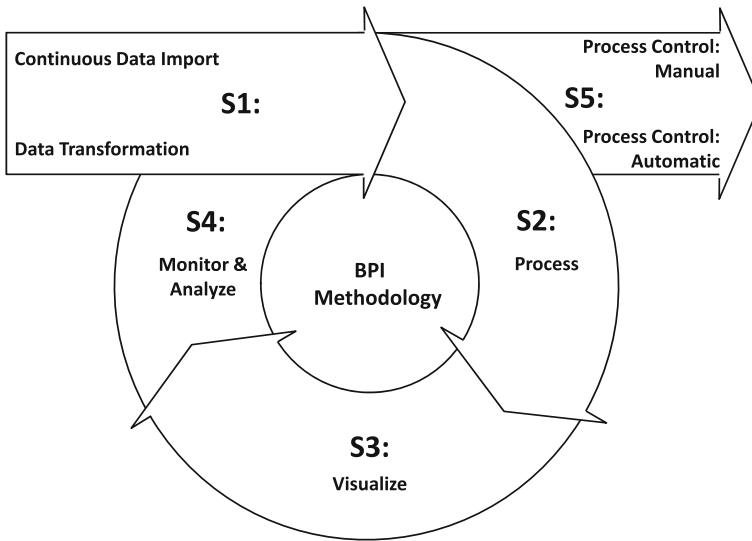 Continuous Data Import
S1:
Data Transformation
Process Control:
Manual
S5:
Process Control:
Automatic
S2:
Process
S3:
Visualize
S4:
Monitor &
Analyze
BPI
Methodology